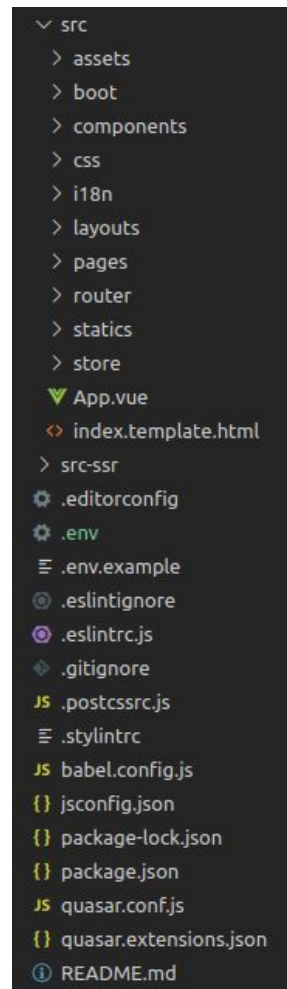 src
assets
boot
components
css
i18n
layouts
pages
router
statics
store
App.vue
<> index.template.html
src-ssr
.editorconfig
.env
.env.example
.eslintignore
.eslintrc.js
.gitignore
JS .postcssrc.js
.stylintrc
JS babel.config.js
{} jsconfig.json
{} package-lock.json
{} package.json
JS quasar.conf.js
{} quasar.extensions.json
README.md